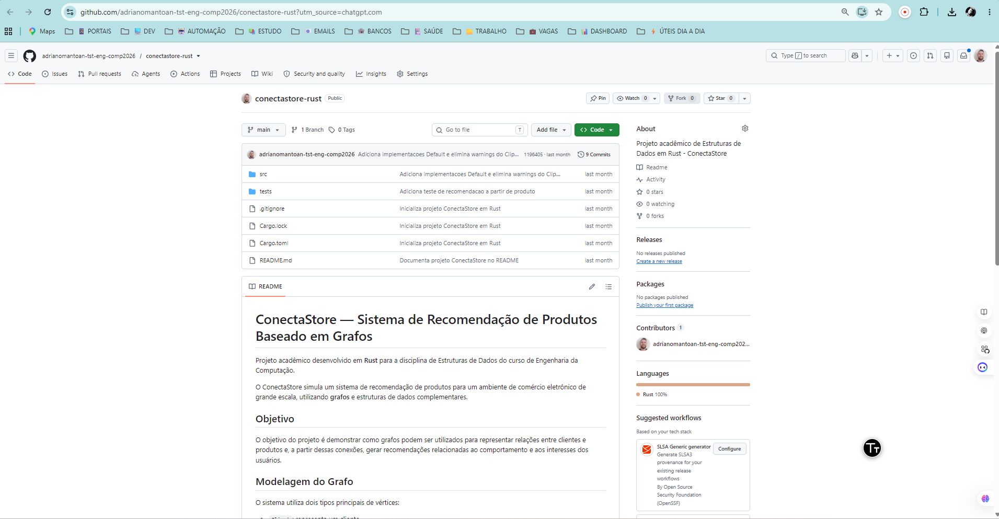 github.com/adrianomantoan-tst-eng-comp2026/conectastore-rust?utm_source=chatgpt.com
Maps PORTAIS DEV AUTOMAÇÃO ESTUDO EMAILS BANCOS SAÚDE TRABALHO VAGAS DASHBOARD ÚTEIS DIA A DIA
adrianomantoan-tst-eng-comp2026 / conectastore-rust
Type / to search
Code Issues Pull requests Agents Actions Projects Wiki Security and quality Insights Settings
conectastore-rust Public
Pin Watch 0 Fork 0 Star 0
main 1 Branch 0 Tags
Go to file T Add file Code
adrianomantoan-tst-eng-comp2026 Adiciona implementacoes Default e elimina warnings do Clip... 1196405 · last month 9 Commits
src Adiciona implementacoes Default e elimina warnings do Clip... last month
tests Adiciona teste de recomendacao a partir de produto last month
.gitignore Inicializa projeto ConectaStore em Rust last month
Cargo.lock Inicializa projeto ConectaStore em Rust last month
Cargo.toml Inicializa projeto ConectaStore em Rust last month
README.md Documenta projeto ConectaStore no README last month
README
ConectaStore — Sistema de Recomendação de Produtos
Baseado em Grafos
Projeto acadêmico desenvolvido em Rust para a disciplina de Estruturas de Dados do curso de Engenharia da
Computação.
O ConectaStore simula um sistema de recomendação de produtos para um ambiente de comércio eletrônico de
grande escala, utilizando grafos e estruturas de dados complementares.
Objetivo
O objetivo do projeto é demonstrar como grafos podem ser utilizados para representar relações entre clientes e
produtos e, a partir dessas conexões, gerar recomendações relacionadas ao comportamento e aos interesses dos
usuários.
Modelagem do Grafo
O sistema utiliza dois tipos principais de vértices:
About
Projeto acadêmico de Estruturas de
Dados em Rust - ConectaStore
Readme
Activity
0 stars
0 watching
0 forks
Releases
No releases published
Create a new release
Packages
No packages published
Publish your first package
Contributors 1
adrianomantoan-tst-eng-comp202...
Languages
Rust 100%
Suggested workflows
Based on your tech stack
SLSA Generic generator
Configure
Generate SLSA3
provenance for your
existing release
workflows
By Open Source
Security Foundation
(OpenSSF)
TT